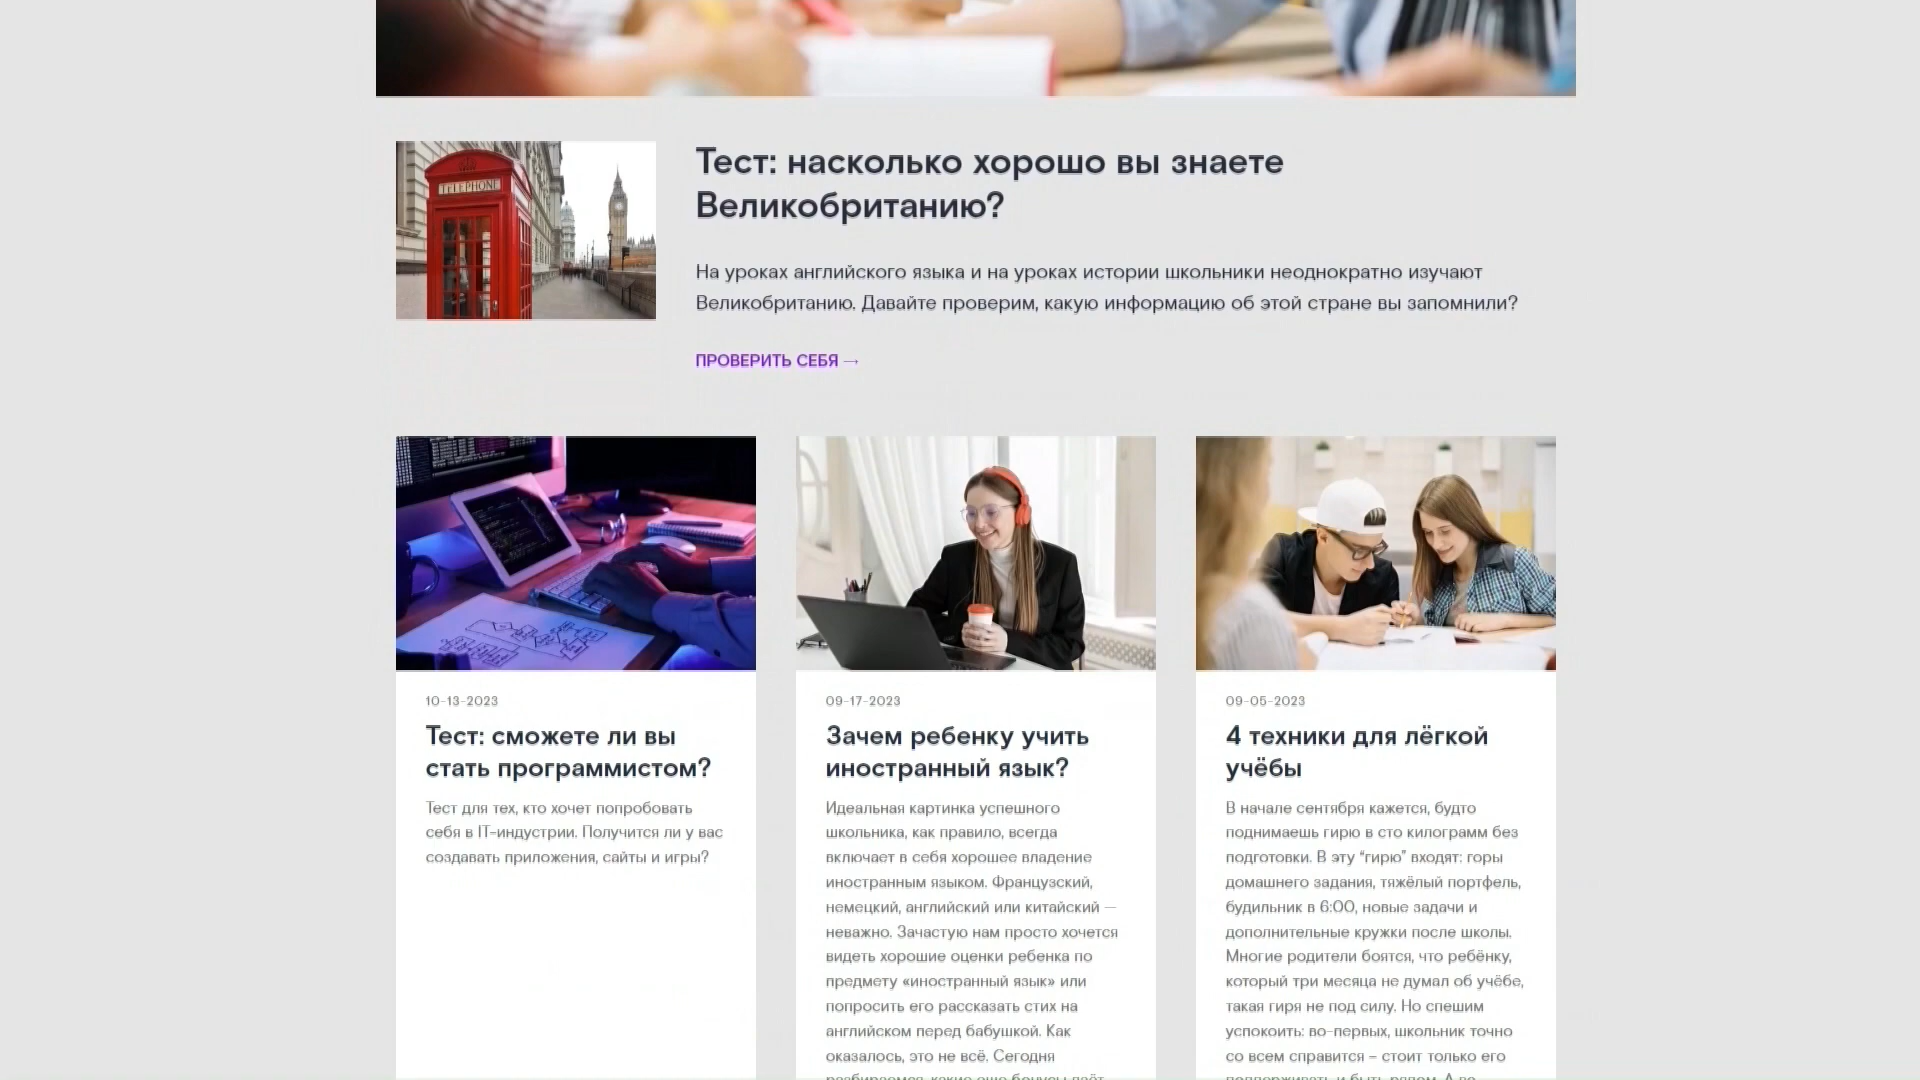 TELEPHONE
Тест: насколько хорошо вы знаете
Великобританию?
На уроках английского языка и на уроках истории школьники неоднократно изучают
Великобританию. Давайте проверим, какую информацию об этой стране вы запомнили?
ПРОВЕРИТЬ СЕБЯ →
10-13-2023
Тест: сможете ли вы
стать программистом?
Тест для тех, кто хочет попробовать
себя в IT-индустрии. Получится ли у вас
создавать приложения, сайты и игры?
09-17-2023
Зачем ребенку учить
иностранный язык?
Идеальная картинка успешного
школьника, как правило, всегда
включает в себя хорошее владение
иностранным языком. Французский,
немецкий, английский или китайский —
неважно. Зачастую нам просто хочется
видеть хорошие оценки ребенка по
предмету «иностранный язык» или
попросить его рассказать стих на
английском перед бабушкой. Как
оказалось, это не всё. Сегодня
разбираемся, какие еще бонусы даёт
09-05-2023
4 техники для лёгкой
учёбы
В начале сентября кажется, будто
поднимаешь гирю в сто килограмм без
подготовки. В эту “гирю” входят: горы
домашнего задания, тяжёлый портфель,
будильник в 6:00, новые задачи и
дополнительные кружки после школы.
Многие родители боятся, что ребёнку,
который три месяца не думал об учёбе,
такая гиря не под силу. Но спешим
успокоить: во-первых, школьник точно
со всем справится – стоит только его
поддерживать и быть рядом. А во-